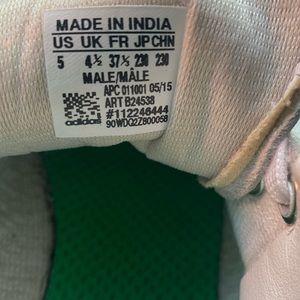 MADE IN INDIA
US UK FR JP CHN
5 4½ 37⅓ 230 230
MALE/MÂLE
APC 011001 05/15
ART B24538
#112246444
adidas 90WDQ2Z800058